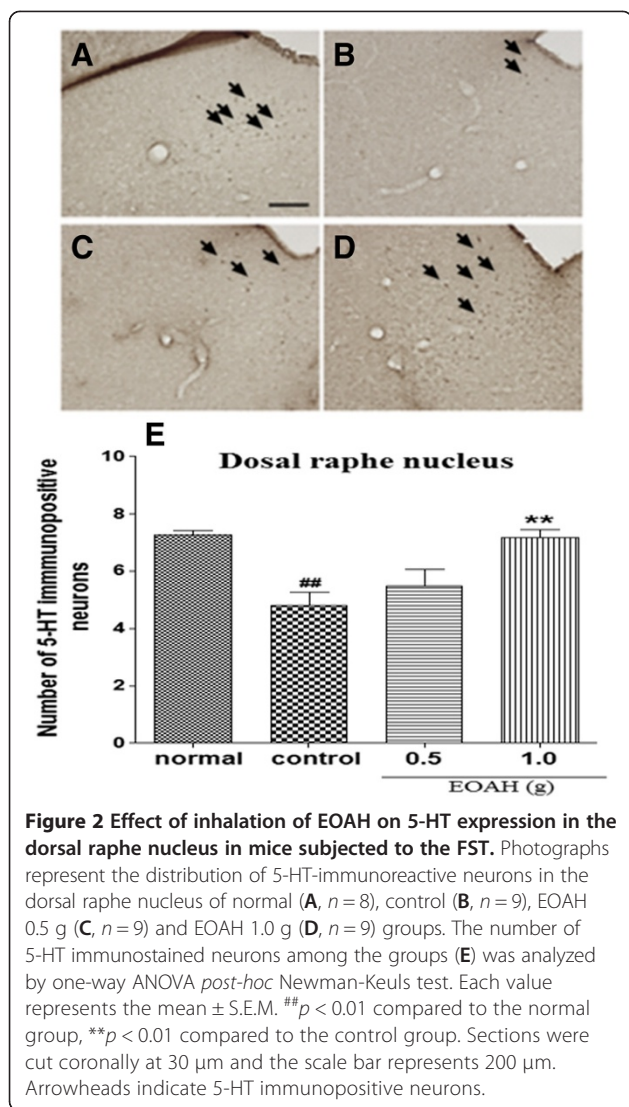 A
B
C
D
E
Dosal raphe nucleus
Number of 5-HT immmunopositive
neurons
10
8
6
4
2
0
##
**
normal
control
0.5
1.0
EOAH (g)
Figure 2 Effect of inhalation of EOAH on 5-HT expression in the
dorsal raphe nucleus in mice subjected to the FST. Photographs
represent the distribution of 5-HT-immunoreactive neurons in the
dorsal raphe nucleus of normal (A, n = 8), control (B, n = 9), EOAH
0.5 g (C, n = 9) and EOAH 1.0 g (D, n = 9) groups. The number of
5-HT immunostained neurons among the groups (E) was analyzed
by one-way ANOVA post-hoc Newman-Keuls test. Each value
represents the mean ± S.E.M. ##p < 0.01 compared to the normal
group, **p < 0.01 compared to the control group. Sections were
cut coronally at 30 μm and the scale bar represents 200 μm.
Arrowheads indicate 5-HT immunopositive neurons.